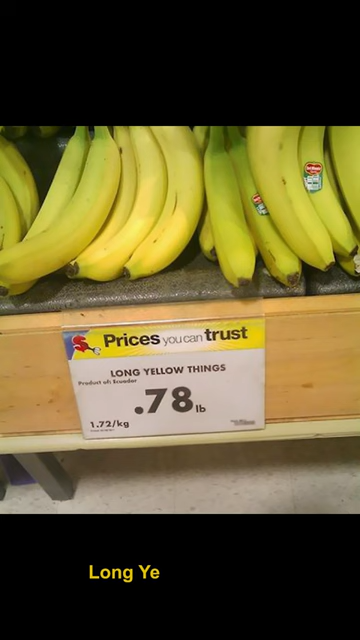 Prices you can trust
LONG YELLOW THINGS
Product of: Ecuador
.78 lb
1.72/kg
Long Ye